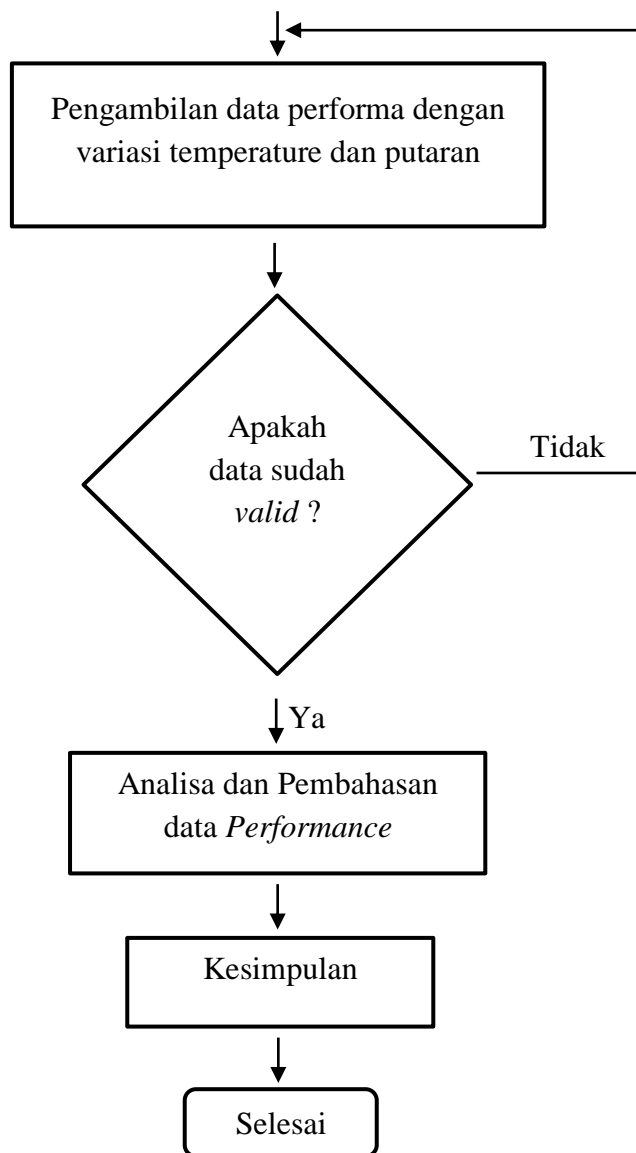 Pengambilan data performa dengan
variasi temperature dan putaran
Apakah
data sudah
valid ?
Tidak
Ya
Analisa dan Pembahasan
data Performance
Kesimpulan
Selesai